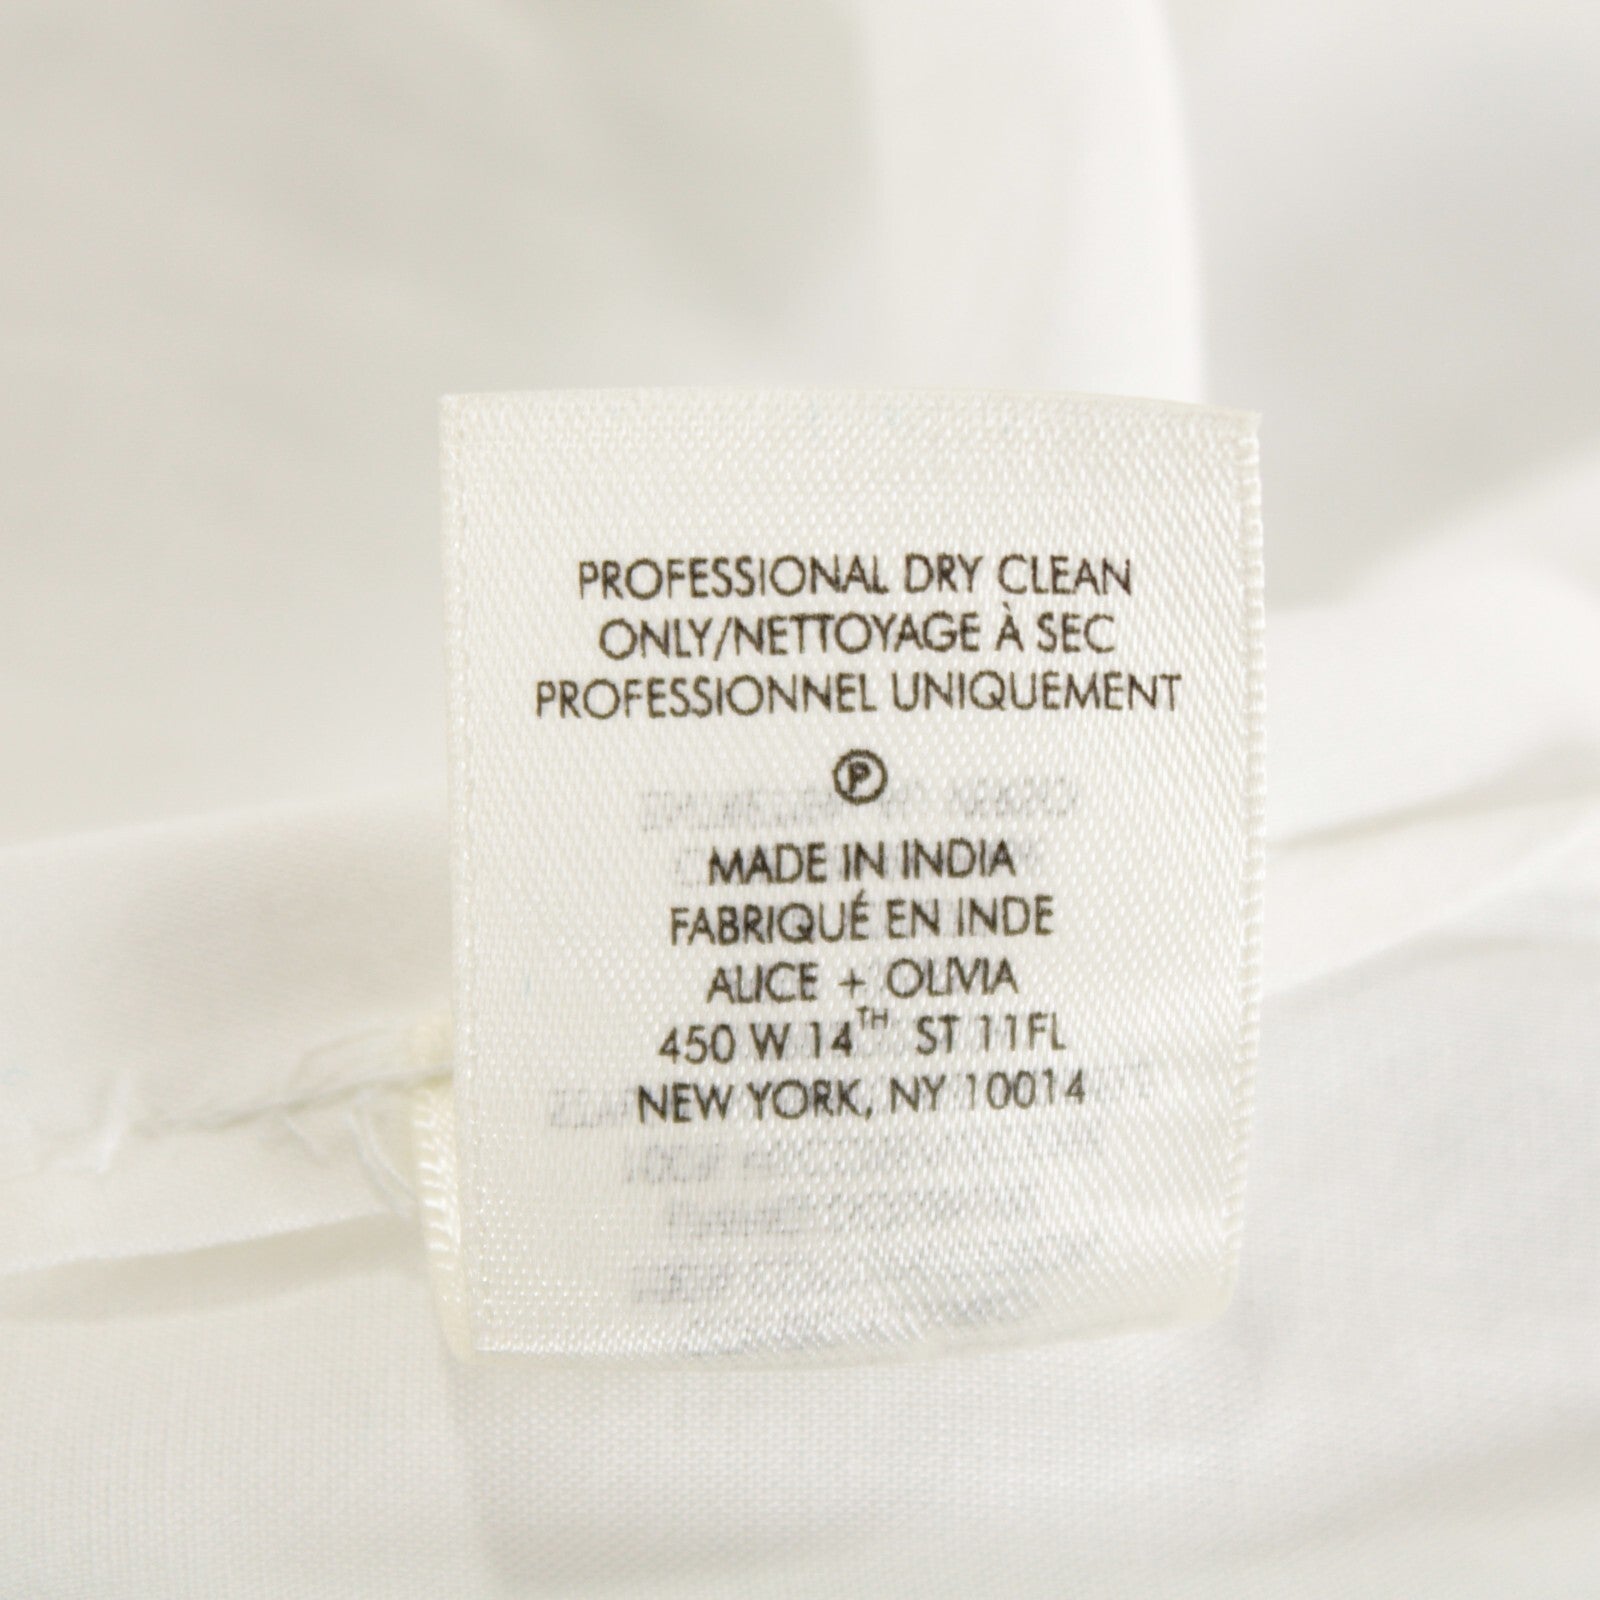 PROFESSIONAL DRY CLEAN
ONLY/NETTOYAGE À SEC
PROFESSIONNEL UNIQUEMENT
Ⓟ
MADE IN INDIA
FABRIQUÉ EN INDE
ALICE + OLIVIA
450 W 14TH ST 11FL
NEW YORK, NY 10014